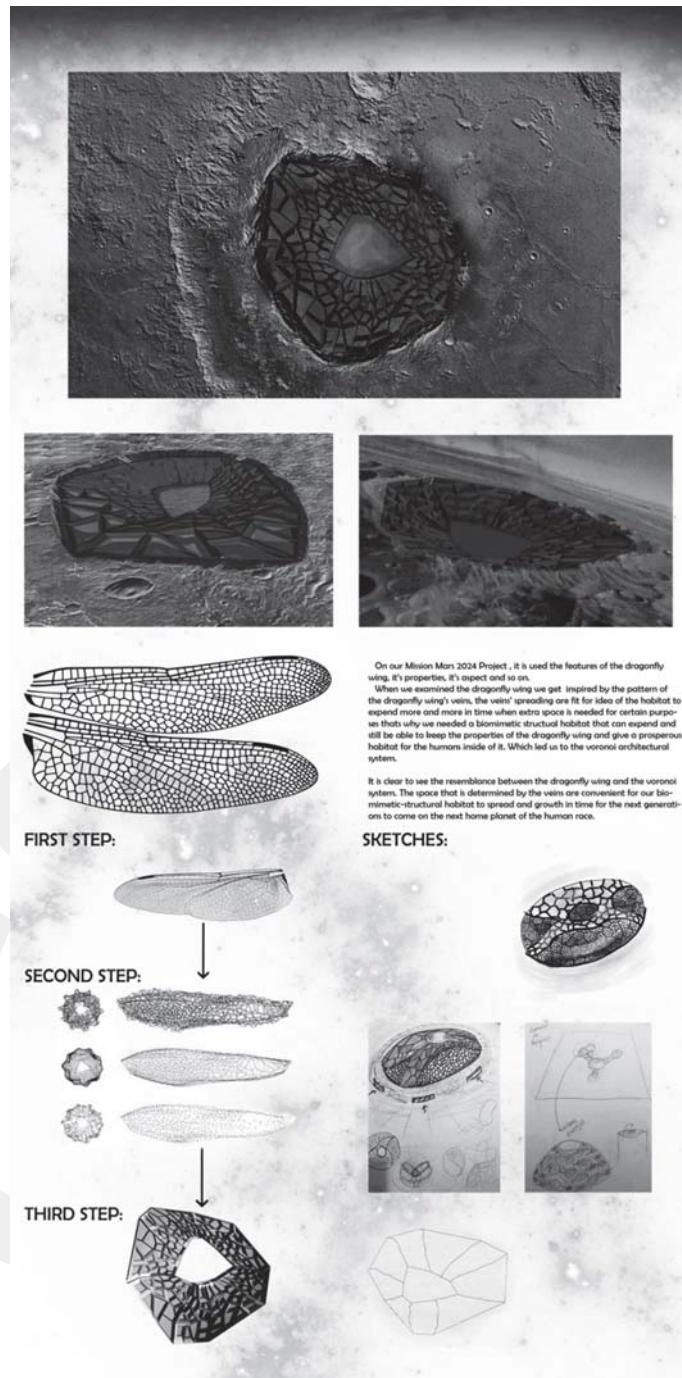 On our Mission Mars 2024 Project , it is used the features of the dragonfly
wing, it's properties, it's aspect and so on.
When we examined the dragonfly wing we get inspired by the pattern of
the dragonfly wing's veins, the veins' spreading are fit for idea of the habitat to
expend more and more in time when extra space is needed for certain purpo-
ses thats why we needed a biomimetic structual habitat that can expend and
still be able to keep the properties of the dragonfly wing and give a prosperous
habitat for the humans inside of it. Which led us to the voronoi architectural
system.
It is clear to see the resemblance between the dragonfly wing and the voronoi
system. The space that is determined by the veins are convenient for our bio-
mimetic-structural habitat to spread and growth in time for the next generati-
ons to come on the next home planet of the human race.
FIRST STEP:
SKETCHES:
SECOND STEP:
THIRD STEP: